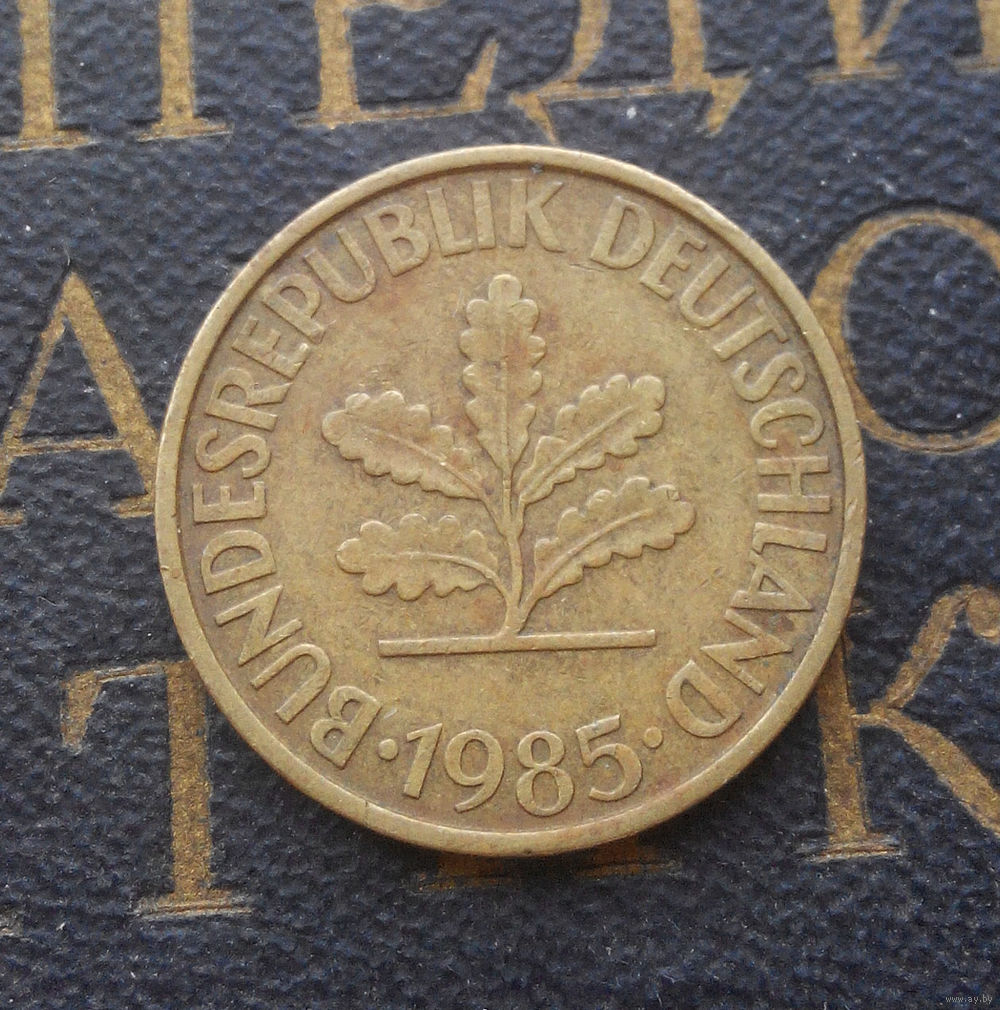 BUNDESREPUBLIK DEUTSCHLAND
· 1985 ·
www.ay.by